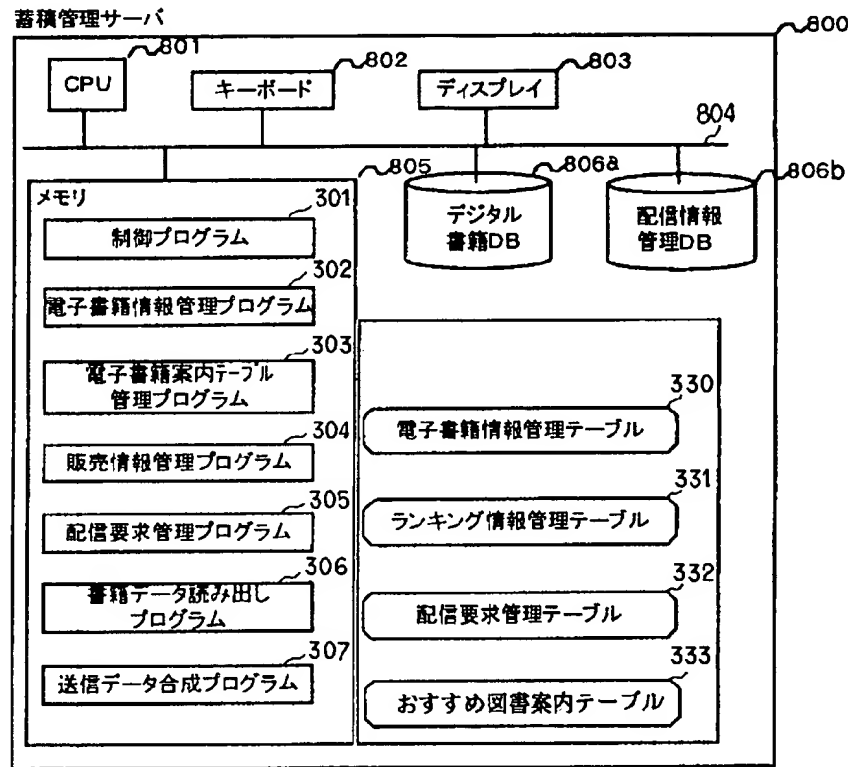 蓄積管理サーバ
800
801
CPU
802
キーボード
803
ディスプレイ
804
805
メモリ
301
制御プログラム
302
電子書籍情報管理プログラム
303
電子書籍案内テーブル
管理プログラム
304
販売情報管理プログラム
305
配信要求管理プログラム
306
書籍データ読み出し
プログラム
307
送信データ合成プログラム
806a
デジタル
書籍DB
806b
配信情報
管理DB
330
電子書籍情報管理テーブル
331
ランキング情報管理テーブル
332
配信要求管理テーブル
333
おすすめ図書案内テーブル